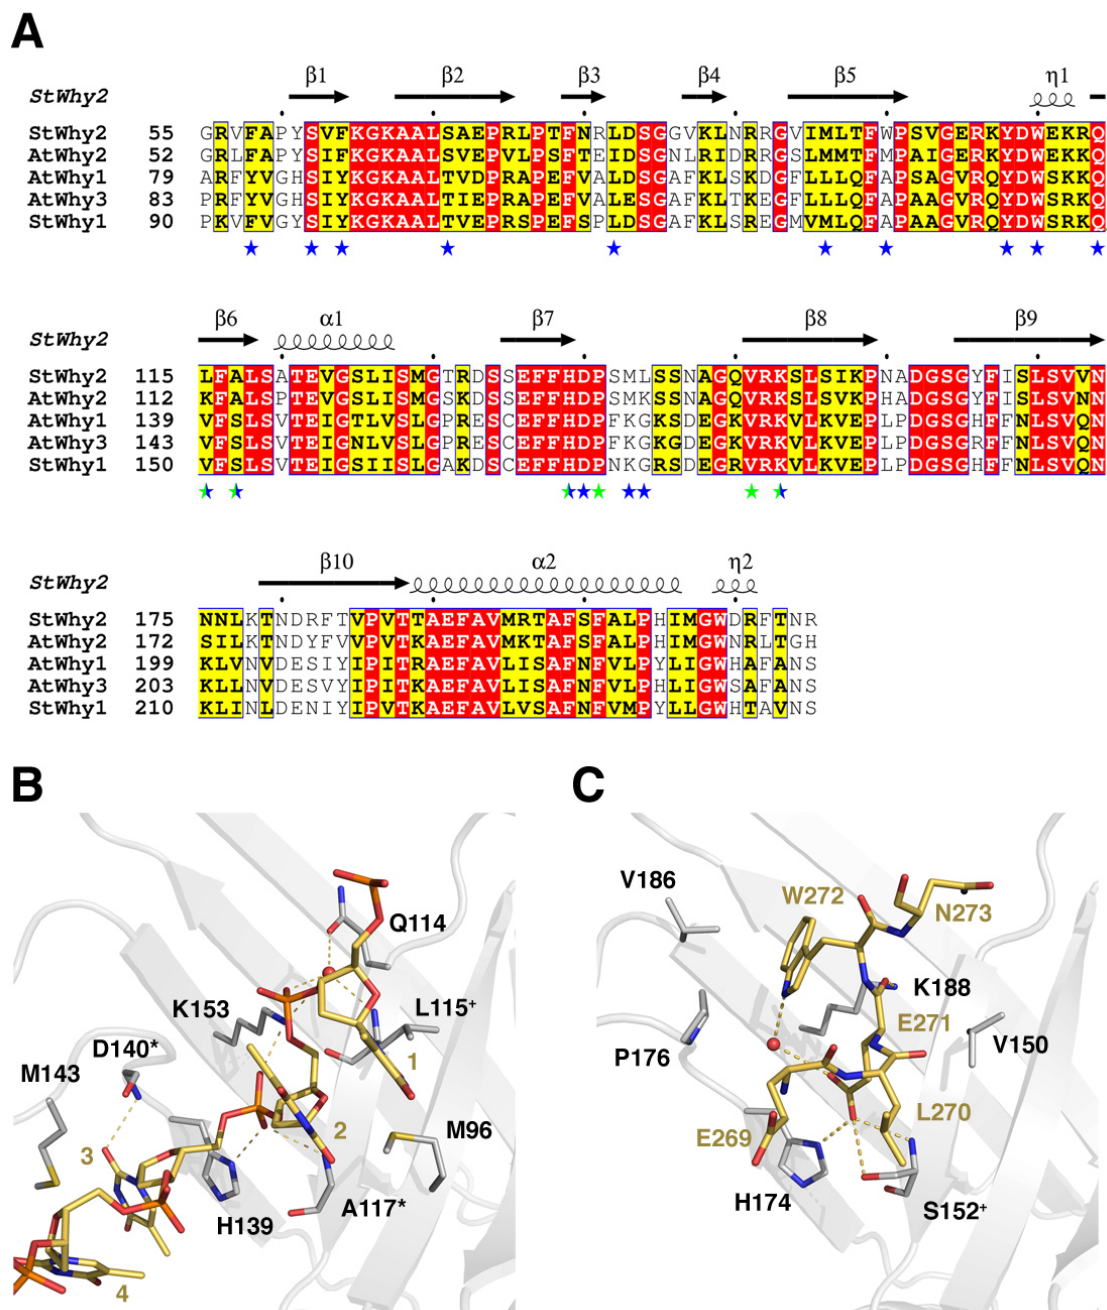 A
β1 β2 β3 β4 β5 η1
StWhy2
StWhy2 55 GRVFAPYSVFKGKAALSAEPRLPTFNRLDSGGVKLNRRGVIMLTFWPSVGERKYDWEKRQ
AtWhy2 52 GRLFAPYSIFKGKAALSVEPVLPSFTEIDSGNLRIDRRGSLMMTFMPAIGERKYDWEKKQ
AtWhy1 79 ARFYVGHSIYKGKAALTVDPRAPEFVALDSGAFKLSKDGFLLLQFAPSAGVRQYDWSKKQ
AtWhy3 83 PRFYVGHSIYKGKAALTIEPRAPEFVALESGAFKLTKEGFLLLQFAPAAGVRQYDWSRKQ
StWhy1 90 PKVFVGYSIYKGKAALTVEPRSPEFSPLDSGAFKLSREGMVMLQFAPAAGVRQYDWSRKQ
β6 α1 β7 β8 β9
StWhy2
StWhy2 115 LFALSATEVGSLISMGTRDSSEFFHDPSMLSSNAGQVRKSLSIKPNADGSGYFISLSVVN
AtWhy2 112 KFALSPTEVGSLISMGSKDSSEFFHDPSMKSSNAGQVRKSLSVKPHADGSGYFISLSVNN
AtWhy1 139 VFSLSVTEIGTLVSLGPRESCEFFHDPFKGKSDEGKVRKVLKVEPLPDGSGHFFNLSVQN
AtWhy3 143 VFSLSVTEIGNLVSLGPRESCEFFHDPFKGKGDEGKVRKVLKVEPLPDGSGRFFNLSVQN
StWhy1 150 VFSLSVTEIGSIISLGAKDSCEFFHDPNKGRSDEGRVRKVLKVEPLPDGSGHFFNLSVQN
β10 α2 η2
StWhy2
StWhy2 175 NNLKTNDRFTVPVTTAEFAVMRTAFSFALPHIMGWDRFTNR
AtWhy2 172 SILKTNDYFVVPVTTAEFAVMKTAFSFALPHIMGWNRLTGH
AtWhy1 199 KLVNVDESIYIPITRAEFAVLISAFNFVLPYLIGWHAFANS
AtWhy3 203 KLLNVDESVYIPITKAEFAVLISAFNFVLPHLIGWSAFANS
StWhy1 210 KLINLDENIYIPVTKAEFAVLVSAFNFVMPYLLGWHTAVNS
B
Q114
K153
L115+
D140*
1
M143
M96
2
3
A117*
H139
4
C
V186
W272
N273
K188
E271
V150
P176
L270
E269
H174
S152+